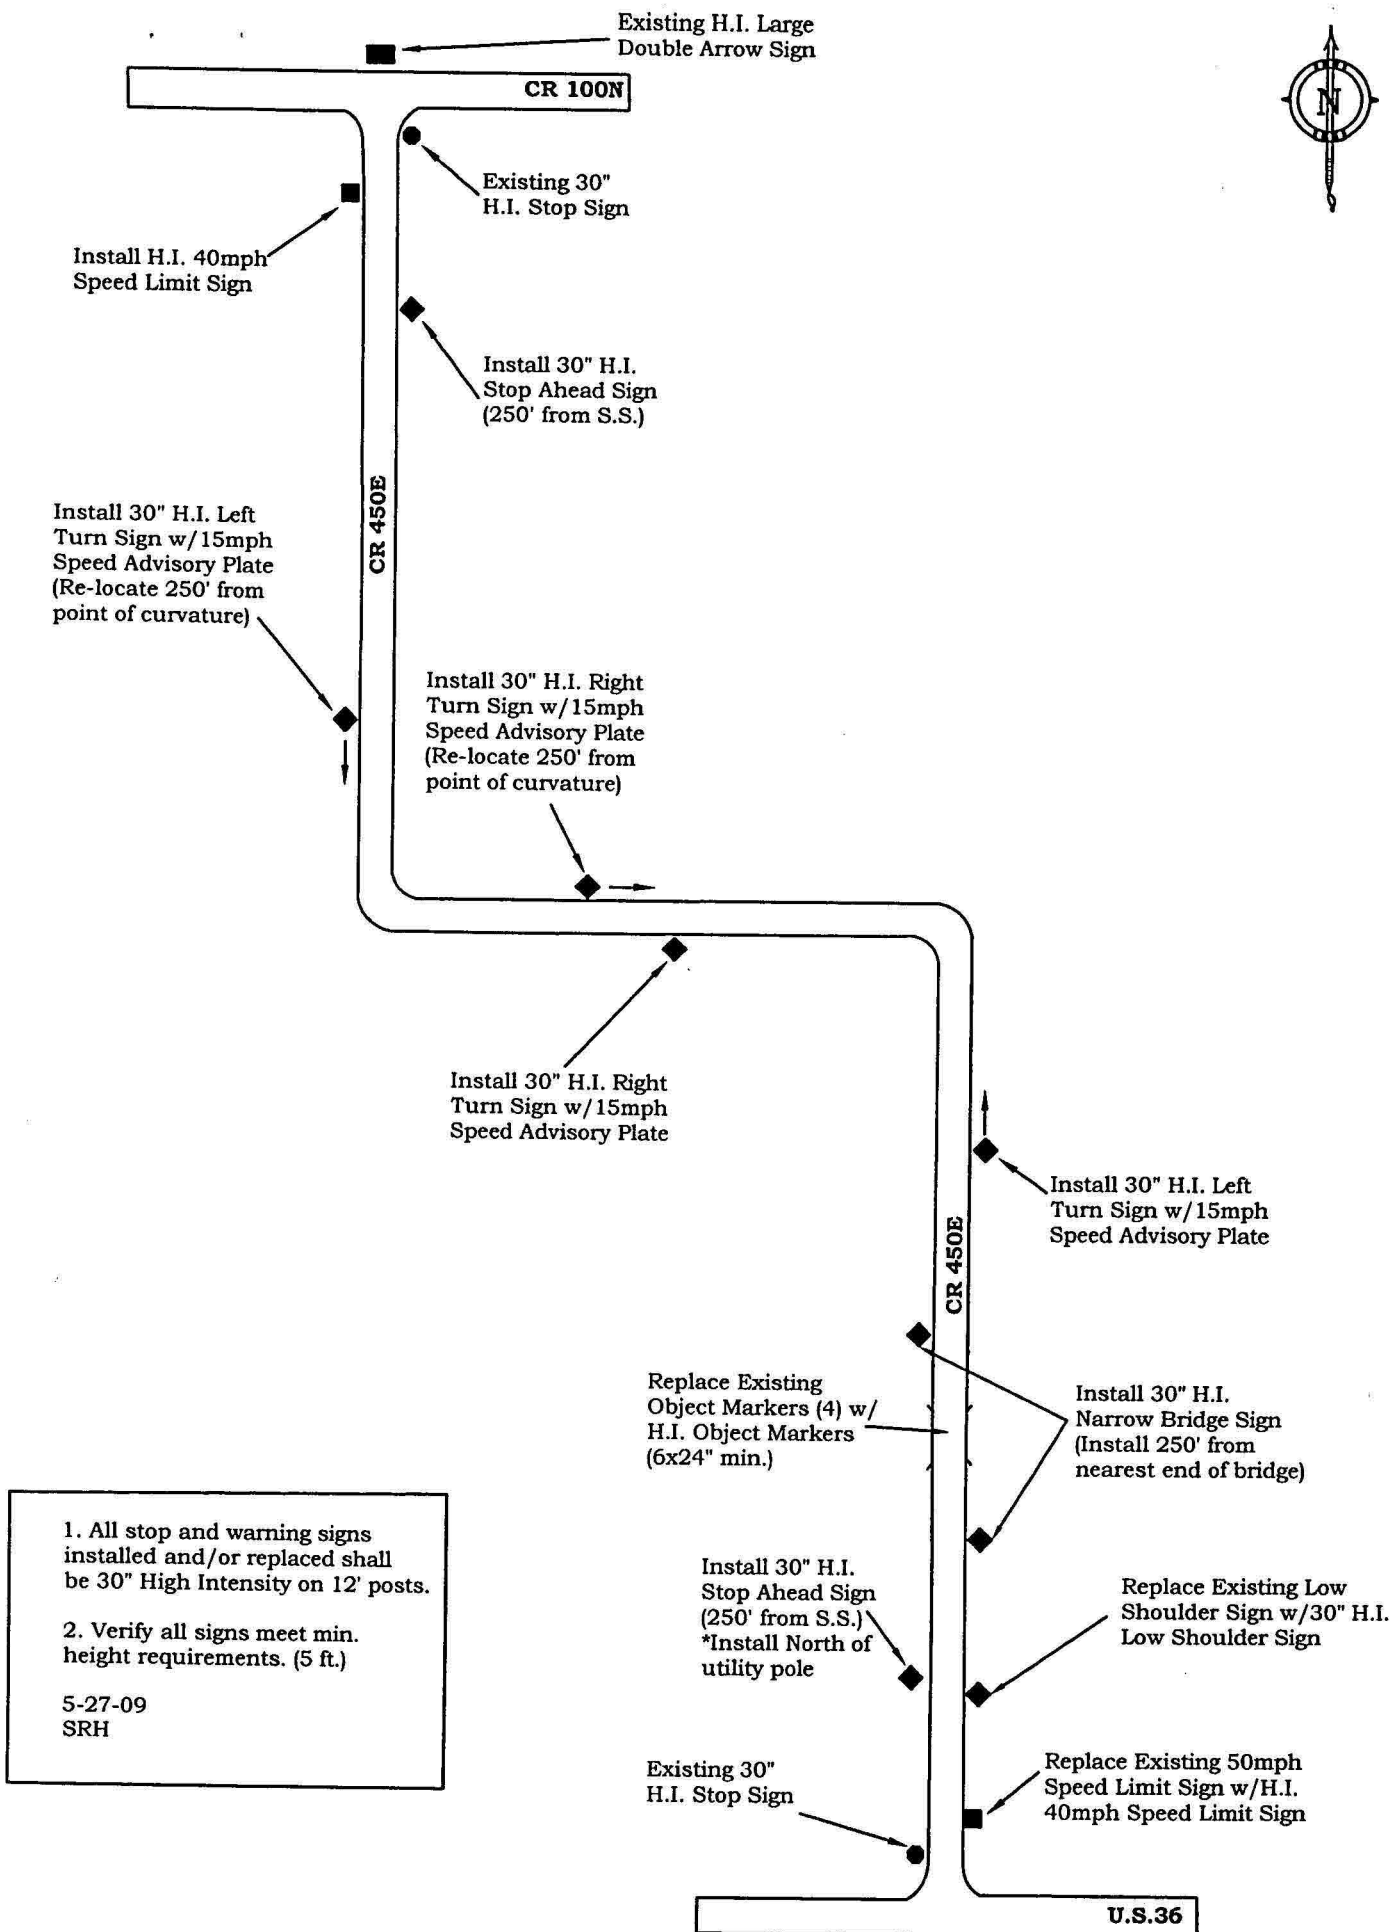 Existing H.I. Large
Double Arrow Sign
CR 100N
N
Existing 30"
H.I. Stop Sign
Install H.I. 40mph
Speed Limit Sign
Install 30" H.I.
Stop Ahead Sign
(250' from S.S.)
CR 450E
Install 30" H.I. Left
Turn Sign w/15mph
Speed Advisory Plate
(Re-locate 250' from
point of curvature)
Install 30" H.I. Right
Turn Sign w/15mph
Speed Advisory Plate
(Re-locate 250' from
point of curvature)
Install 30" H.I. Right
Turn Sign w/15mph
Speed Advisory Plate
Install 30" H.I. Left
Turn Sign w/15mph
Speed Advisory Plate
CR 450E
Replace Existing
Object Markers (4) w/
H.I. Object Markers
(6x24" min.)
Install 30" H.I.
Narrow Bridge Sign
(Install 250' from
nearest end of bridge)
1. All stop and warning signs
installed and/or replaced shall
be 30" High Intensity on 12' posts.
2. Verify all signs meet min.
height requirements. (5 ft.)
5-27-09
SRH
Install 30" H.I.
Stop Ahead Sign
(250' from S.S.)
*Install North of
utility pole
Replace Existing Low
Shoulder Sign w/30" H.I.
Low Shoulder Sign
Existing 30"
H.I. Stop Sign
Replace Existing 50mph
Speed Limit Sign w/H.I.
40mph Speed Limit Sign
U.S.36